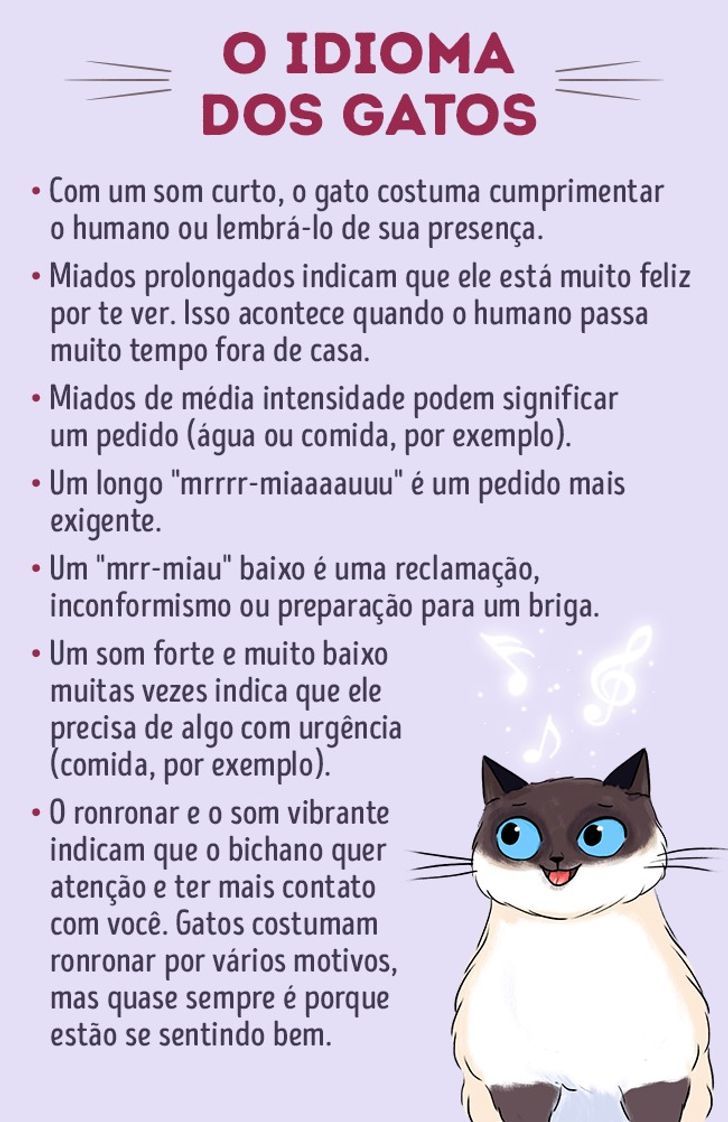 O IDIOMA
DOS GATOS
• Com um som curto, o gato costuma cumprimentar
o humano ou lembrá-lo de sua presença.
• Miados prolongados indicam que ele está muito feliz
por te ver. Isso acontece quando o humano passa
muito tempo fora de casa.
• Miados de média intensidade podem significar
um pedido (água ou comida, por exemplo).
• Um longo "mrrrr-miaaaauuu" é um pedido mais
exigente.
• Um "mrr-miau" baixo é uma reclamação,
inconformismo ou preparação para um briga.
• Um som forte e muito baixo
muitas vezes indica que ele
precisa de algo com urgência
(comida, por exemplo).
• O ronronar e o som vibrante
indicam que o bichano quer
atenção e ter mais contato
com você. Gatos costumam
ronronar por vários motivos,
mas quase sempre é porque
estão se sentindo bem.